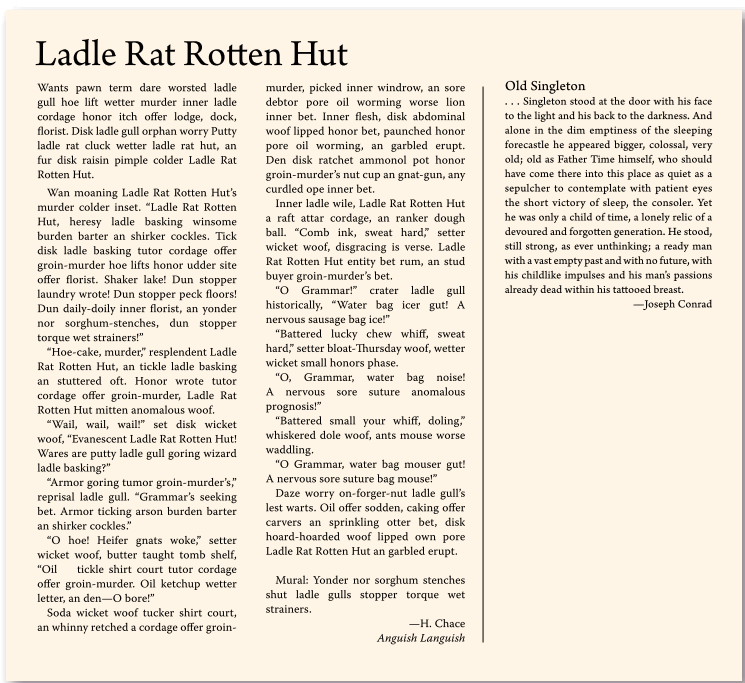 Ladle Rat Rotten Hut
Wants pawn term dare worsted ladle
gull hoe lift wetter murder inner ladle
cordage honor itch offer lodge, dock,
florist. Disk ladle gull orphan worry Putty
ladle rat cluck wetter ladle rat hut, an
fur disk raisin pimple colder Ladle Rat
Rotten Hut.
Wan moaning Ladle Rat Rotten Hut’s
murder colder inset. “Ladle Rat Rotten
Hut, heresy ladle basking winsome
burden barter an shirker cockles. Tick
disk ladle basking tutor cordage offer
groin-murder hoe lifts honor udder site
offer florist. Shaker lake! Dun stopper
laundry wrote! Dun stopper peck floors!
Dun daily-doily inner florist, an yonder
nor sorghum-stenches, dun stopper
torque wet strainers!”
“Hoe-cake, murder,” resplendent Ladle
Rat Rotten Hut, an tickle ladle basking
an stuttered oft. Honor wrote tutor
cordage offer groin-murder, Ladle Rat
Rotten Hut mitten anomalous woof.
“Wail, wail, wail!” set disk wicket
woof, “Evanescent Ladle Rat Rotten Hut!
Wares are putty ladle gull goring wizard
ladle basking?”
“Armor goring tumor groin-murder’s,”
reprisal ladle gull. “Grammar’s seeking
bet. Armor ticking arson burden barter
an shirker cockles.”
“O hoe! Heifer gnats woke,” setter
wicket woof, butter taught tomb shelf,
“Oil tickle shirt court tutor cordage
offer groin-murder. Oil ketchup wetter
letter, an den—O bore!”
Soda wicket woof tucker shirt court,
an whinny retched a cordage offer groin-
murder, picked inner windrow, an sore
debtor pore oil worming worse lion
inner bet. Inner flesh, disk abdominal
woof lipped honor bet, paunched honor
pore oil worming, an garbled erupt.
Den disk ratchet ammonol pot honor
groin-murder’s nut cup an gnat-gun, any
curdled ope inner bet.
Inner ladle wile, Ladle Rat Rotten Hut
a raft attar cordage, an ranker dough
ball. “Comb ink, sweat hard,” setter
wicket woof, disgracing is verse. Ladle
Rat Rotten Hut entity bet rum, an stud
buyer groin-murder’s bet.
“O Grammar!” crater ladle gull
historically, “Water bag icer gut! A
nervous sausage bag ice!”
“Battered lucky chew whiff, sweat
hard,” setter bloat-Thursday woof, wetter
wicket small honors phase.
“O, Grammar, water bag noise!
A nervous sore suture anomalous
prognosis!”
“Battered small your whiff, doling,”
whiskered dole woof, ants mouse worse
waddling.
“O Grammar, water bag mouser gut!
A nervous sore suture bag mouse!”
Daze worry on-forger-nut ladle gull’s
lest warts. Oil offer sodden, caking offer
carvers an sprinkling otter bet, disk
hoard-hoarded woof lipped own pore
Ladle Rat Rotten Hut an garbled erupt.
Mural: Yonder nor sorghum stenches
shut ladle gulls stopper torque wet
strainers.
—H. Chace
Anguish Languish
Old Singleton
. . . Singleton stood at the door with his face
to the light and his back to the darkness. And
alone in the dim emptiness of the sleeping
forecastle he appeared bigger, colossal, very
old; old as Father Time himself, who should
have come there into this place as quiet as a
sepulcher to contemplate with patient eyes
the short victory of sleep, the consoler. Yet
he was only a child of time, a lonely relic of a
devoured and forgotten generation. He stood,
still strong, as ever unthinking; a ready man
with a vast empty past and with no future, with
his childlike impulses and his man’s passions
already dead within his tattooed breast.
—Joseph Conrad